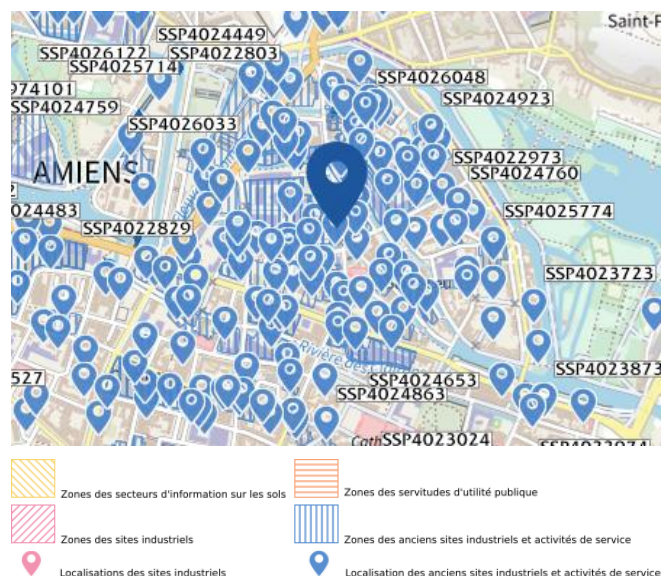 Saint-F
SSP4024449
SSP4026122
SSP4022803
SSP4025714
SSP4026048
974101
SSP4024923
SSP4024759
SSP4026033
SSP4022973
AMIENS
SSP4024760
024483
SSP4025774
SSP4022829
SSP4023723
Rivière des
SSP4023873
527
SSP4024653
SSP4024863
Cath
SSP4023024
Zones des secteurs d'information sur les sols
Zones des servitudes d'utilité publique
Zones des sites industriels
Zones des anciens sites industriels et activités de service
Localisations des sites industriels
Localisation des anciens sites industriels et activités de service